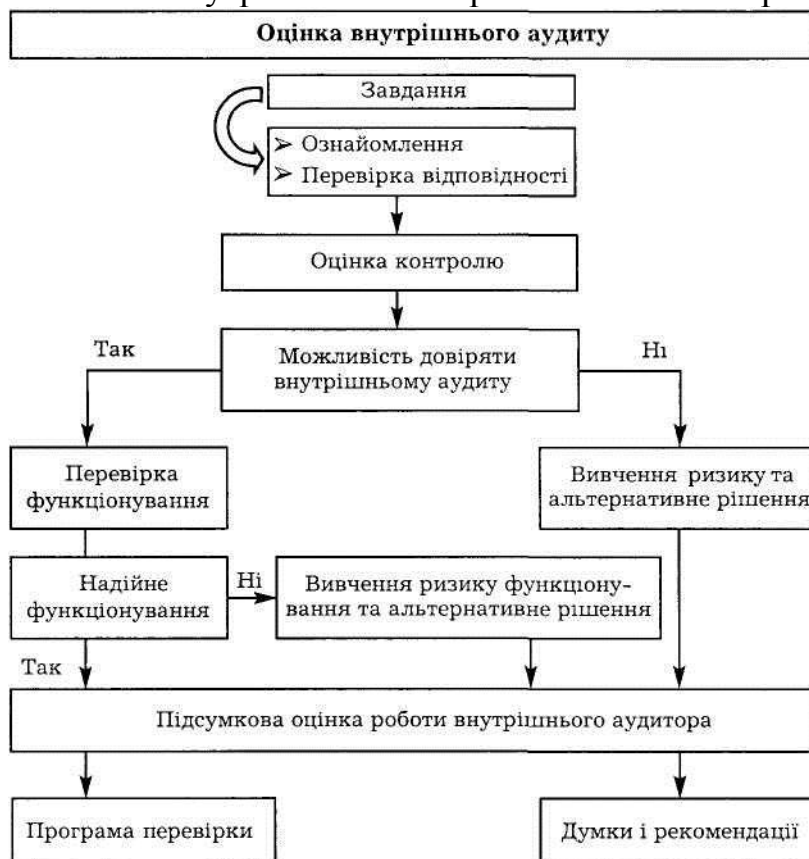 Оцінка внутрішнього аудиту
Завдання
➢ Ознайомлення
➢ Перевірка відповідності
Оцінка контролю
Так
Можливість довіряти
внутрішньому аудиту
Ні
Перевірка
функціонування
Вивчення ризику та
альтернативне рішення
Надійне
функціонування
Ні
Вивчення ризику функціону-
вання та альтернативне рішення
Так
Підсумкова оцінка роботи внутрішнього аудитора
Програма перевірки
Думки і рекомендації